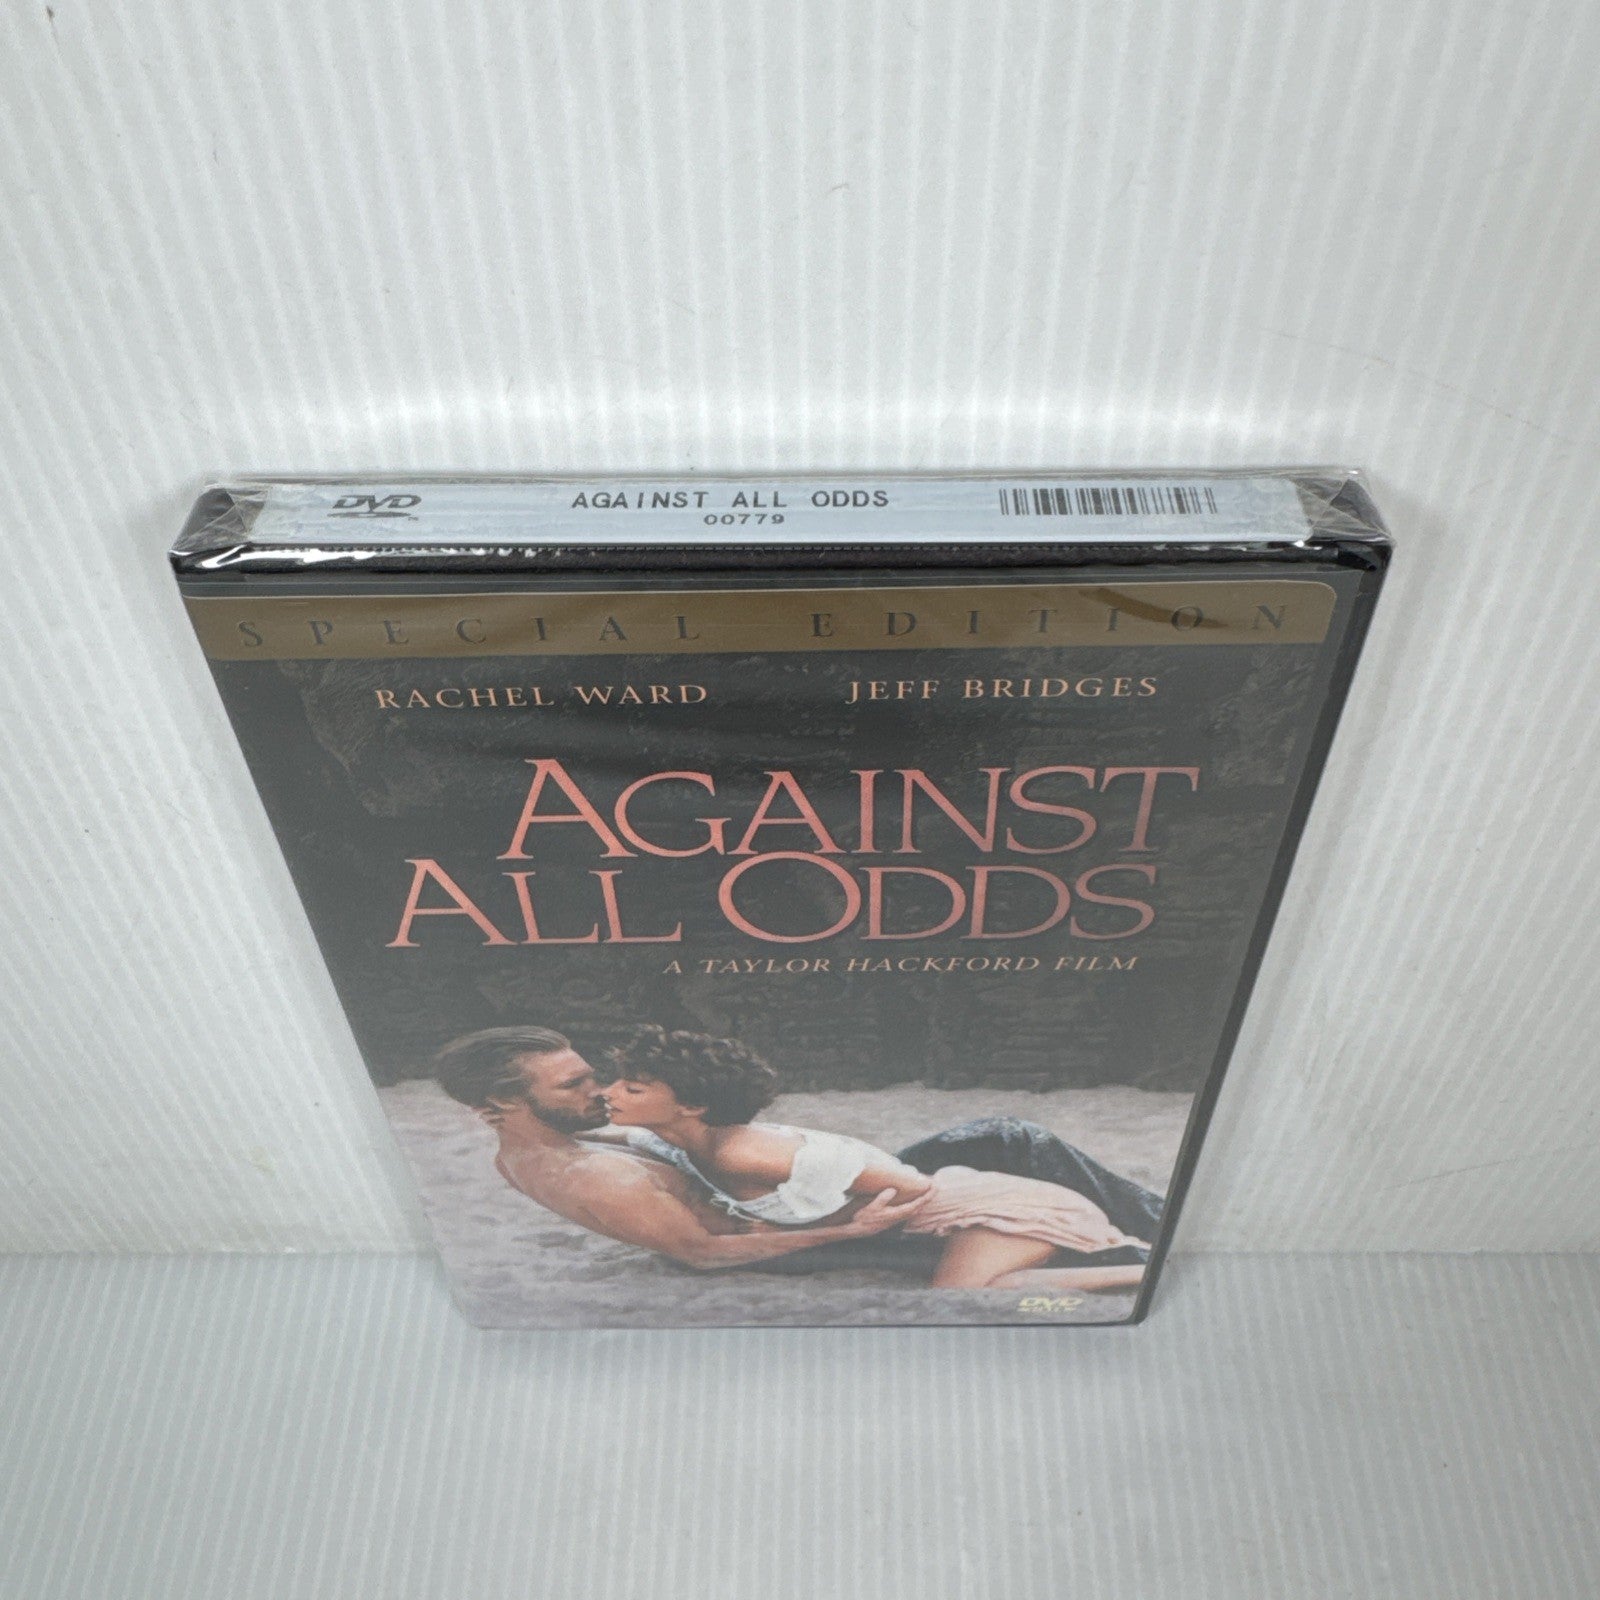 DVD AGAINST ALL ODDS
00779
SPECIAL EDITION
RACHEL WARD JEFF BRIDGES
AGAINST
ALL ODDS
A TAYLOR HACKFORD FILM
DVD